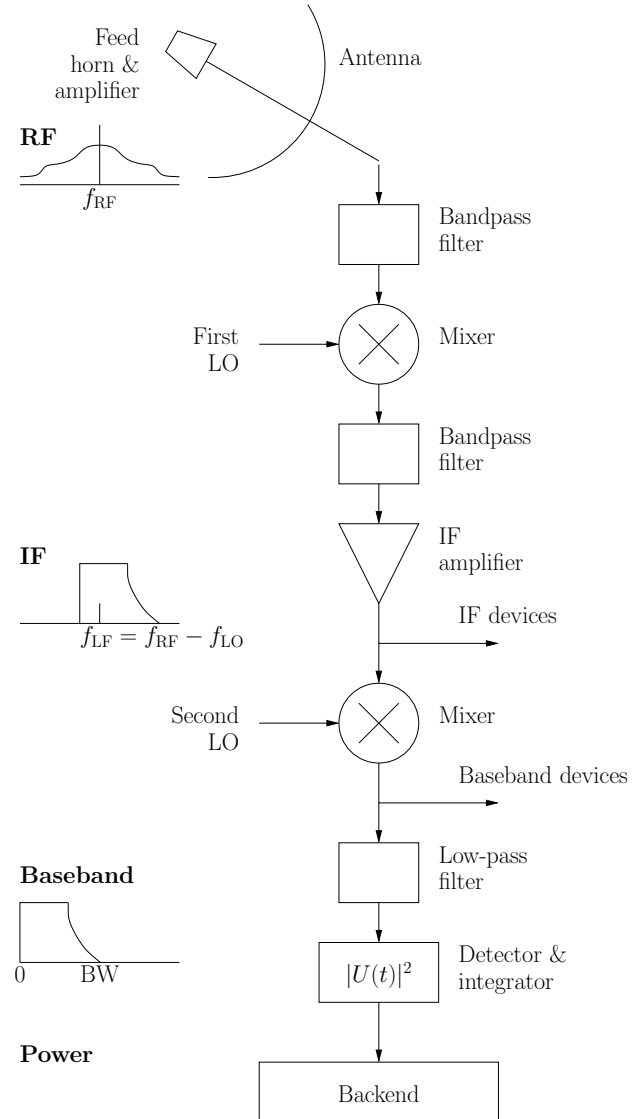 Feed
horn &
amplifier
Antenna
RF
f_RF
Bandpass
filter
First
LO
Mixer
Bandpass
filter
IF
IF
amplifier
f_LF = f_RF − f_LO
IF devices
Second
LO
Mixer
Baseband devices
Baseband
Low-pass
filter
0 BW
|U(t)|²
Detector &
integrator
Power
Backend